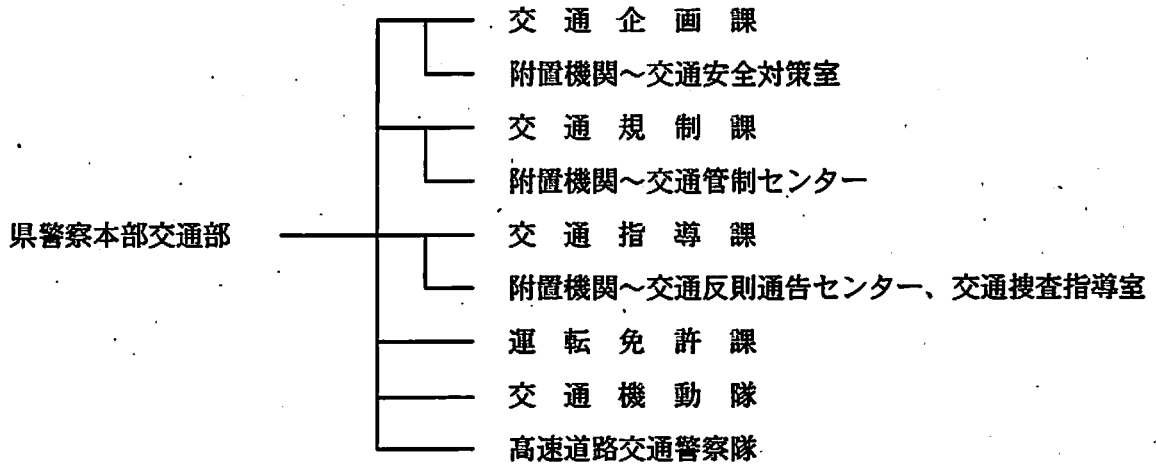 交通企画課
附置機関～交通安全対策室
交通規制課
附置機関～交通管制センター
県警察本部交通部
交通指導課
附置機関～交通反則通告センター、交通捜査指導室
運転免許課
交通機動隊
高速道路交通警察隊